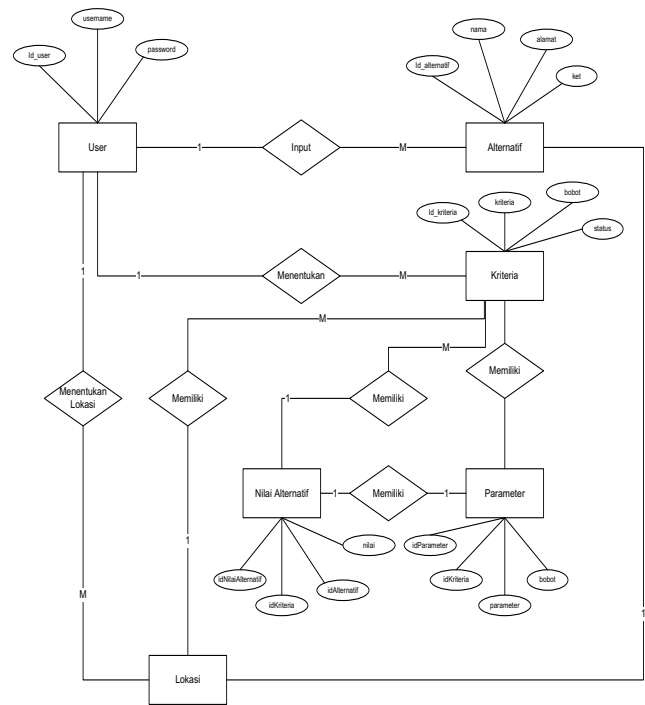 username
Id_user
password
nama
alamat
Id_alternatif
ket
User
1
Input
M
Alternatif
kriteria
bobot
Id_kriteria
status
1
1
Menentukan
M
Kriteria
M
M
Menentukan
Lokasi
Memiliki
1
Memiliki
Memiliki
Nilai Alternatif
1
Memiliki
1
Parameter
1
nilai
idParameter
idNilaiAlternatif
idAlternatif
idKriteria
idKriteria
bobot
parameter
M
1
Lokasi